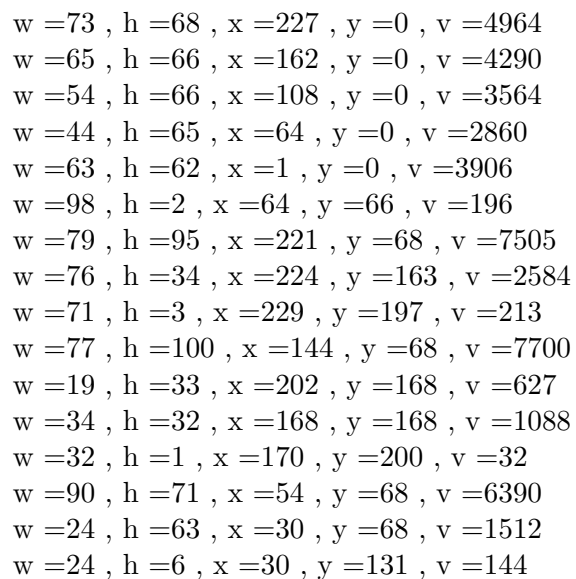 w =73 , h =68 , x =227 , y =0 , v =4964
w =65 , h =66 , x =162 , y =0 , v =4290
w =54 , h =66 , x =108 , y =0 , v =3564
w =44 , h =65 , x =64 , y =0 , v =2860
w =63 , h =62 , x =1 , y =0 , v =3906
w =98 , h =2 , x =64 , y =66 , v =196
w =79 , h =95 , x =221 , y =68 , v =7505
w =76 , h =34 , x =224 , y =163 , v =2584
w =71 , h =3 , x =229 , y =197 , v =213
w =77 , h =100 , x =144 , y =68 , v =7700
w =19 , h =33 , x =202 , y =168 , v =627
w =34 , h =32 , x =168 , y =168 , v =1088
w =32 , h =1 , x =170 , y =200 , v =32
w =90 , h =71 , x =54 , y =68 , v =6390
w =24 , h =63 , x =30 , y =68 , v =1512
w =24 , h =6 , x =30 , y =131 , v =144